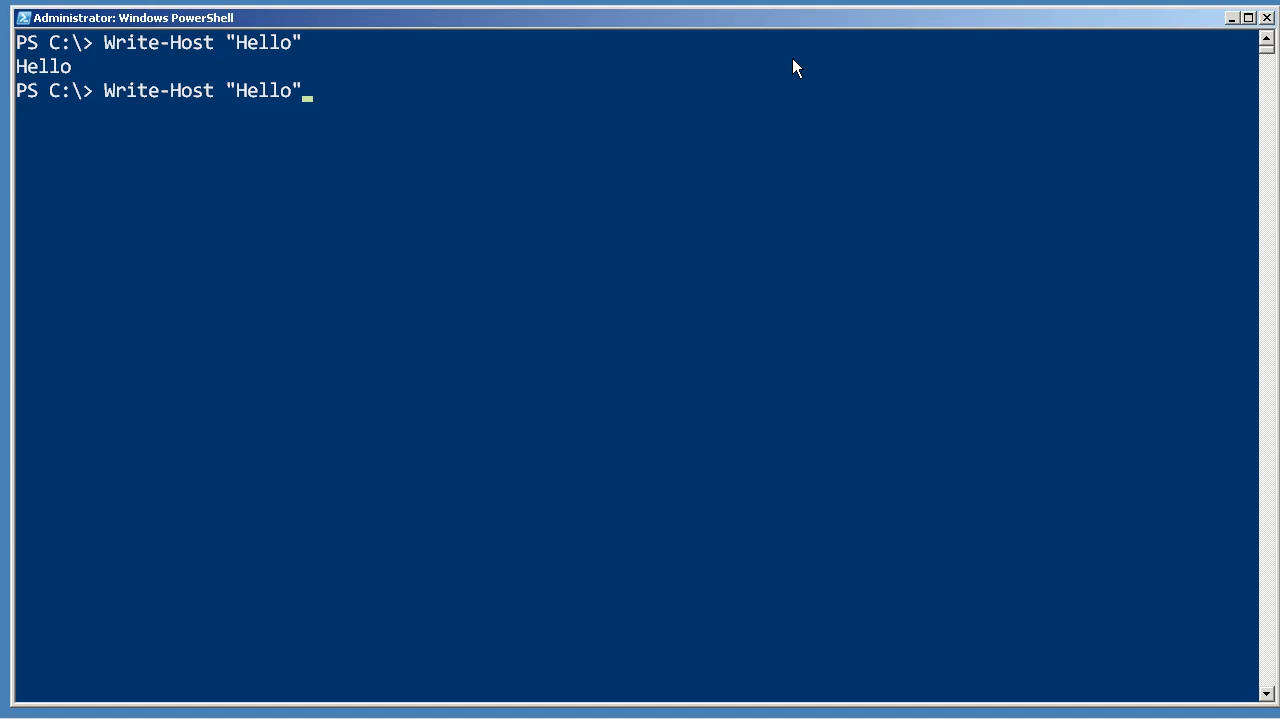 Administrator: Windows PowerShell
PS C:\> Write-Host "Hello"
Hello
PS C:\> Write-Host "Hello"